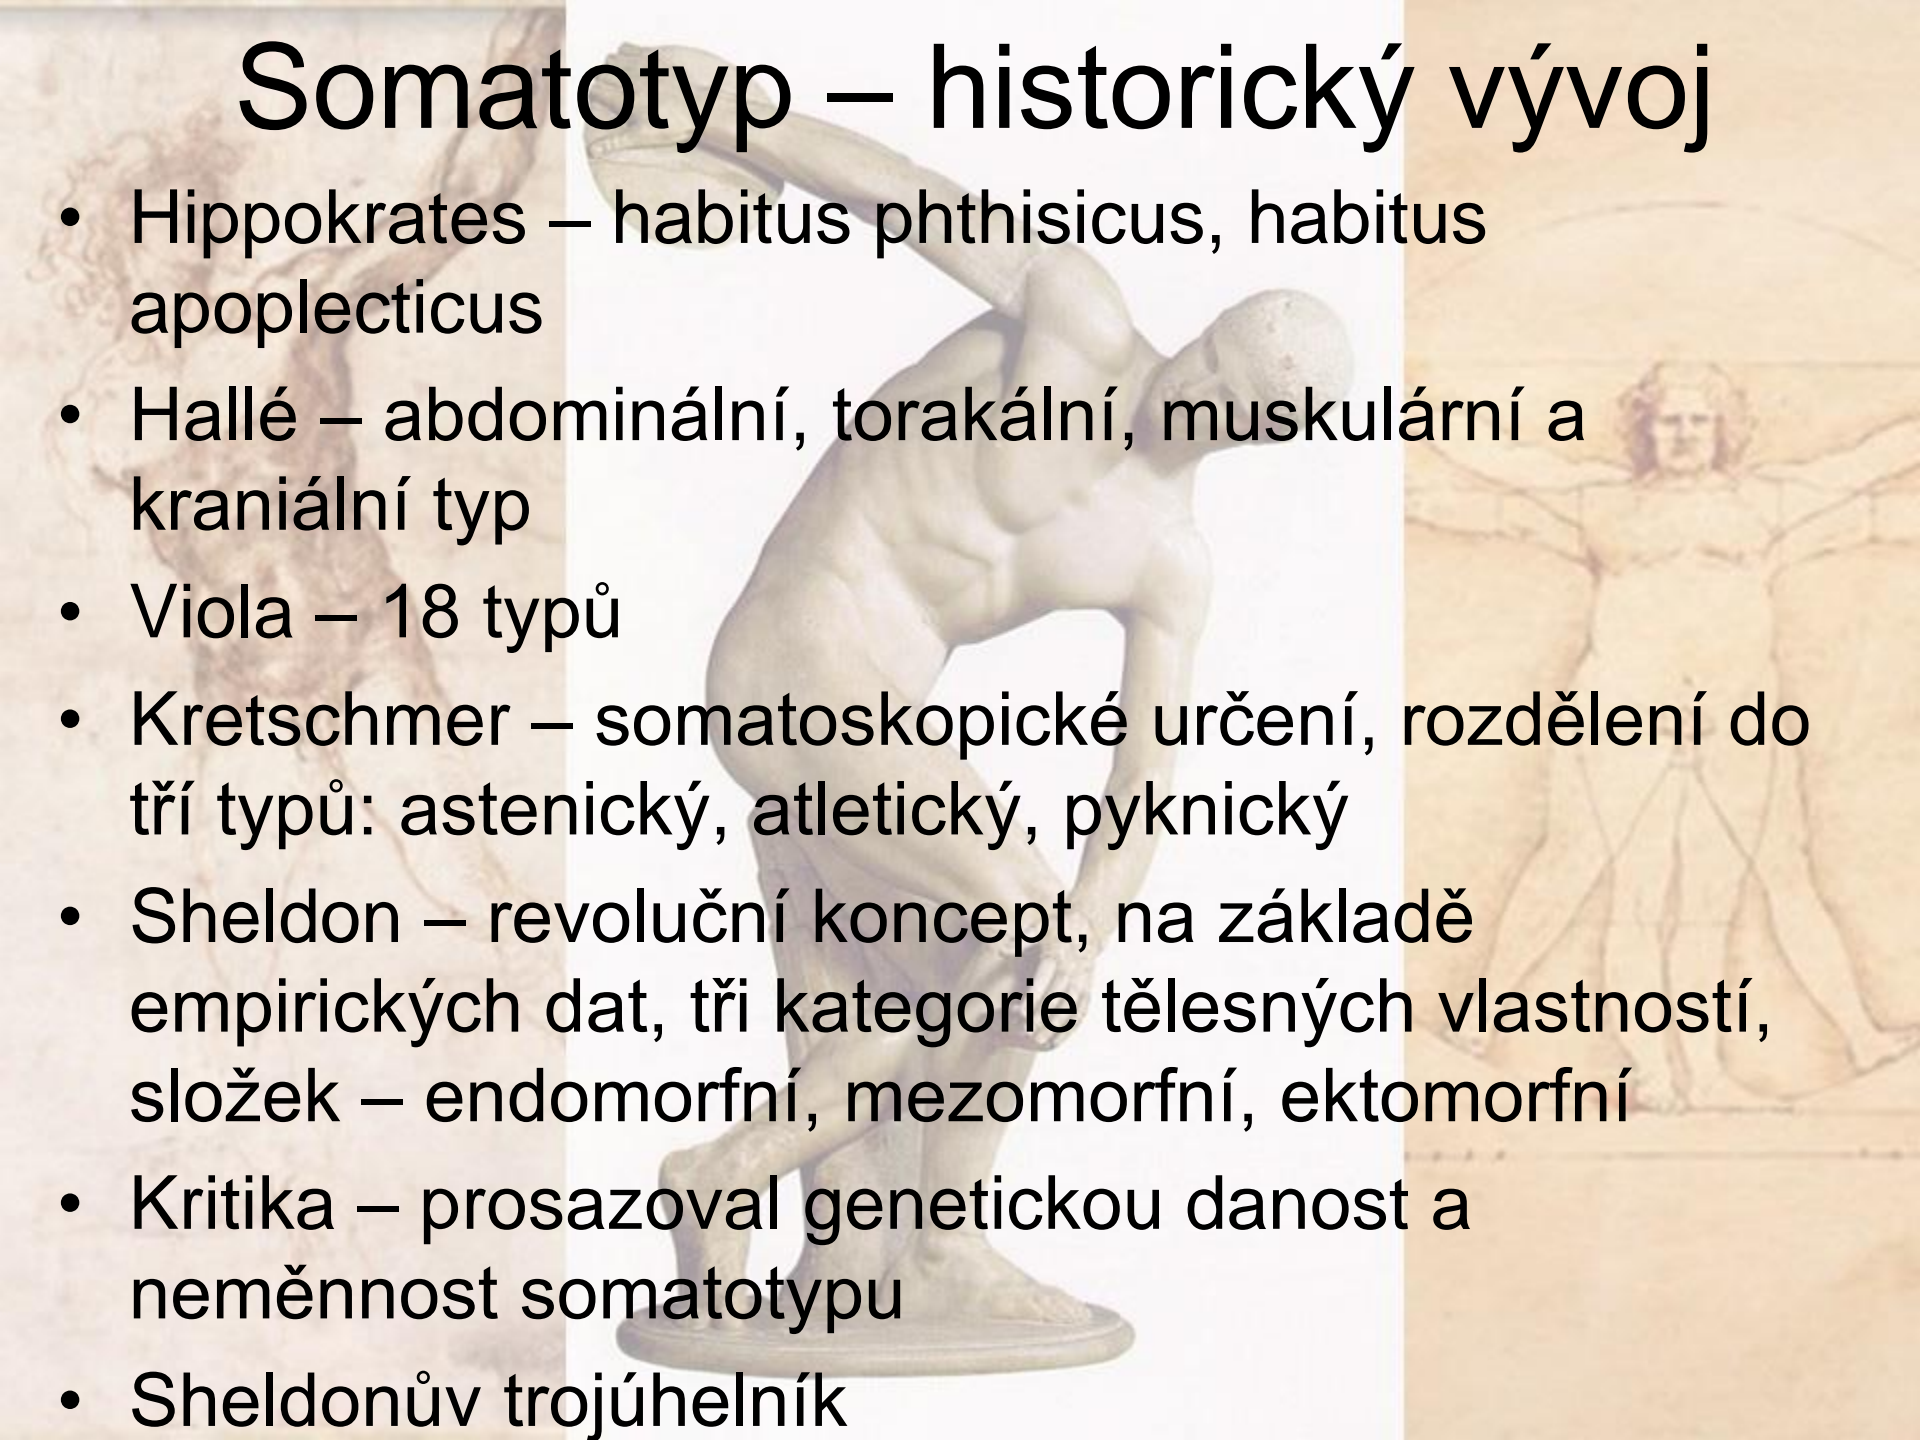 Somatotyp – historický vývoj
• Hippokrates – habitus phthisicus, habitus
apoplecticus
• Hallé – abdominální, torakální, muskulární a
kraniální typ
• Viola – 18 typů
• Kretschmer – somatoskopické určení, rozdělení do
tří typů: astenický, atletický, pyknický
• Sheldon – revoluční koncept, na základě
empirických dat, tři kategorie tělesných vlastností,
složek – endomorfní, mezomorfní, ektomorfní
• Kritika – prosazoval genetickou danost a
neměnnost somatotypu
• Sheldonův trojúhelník